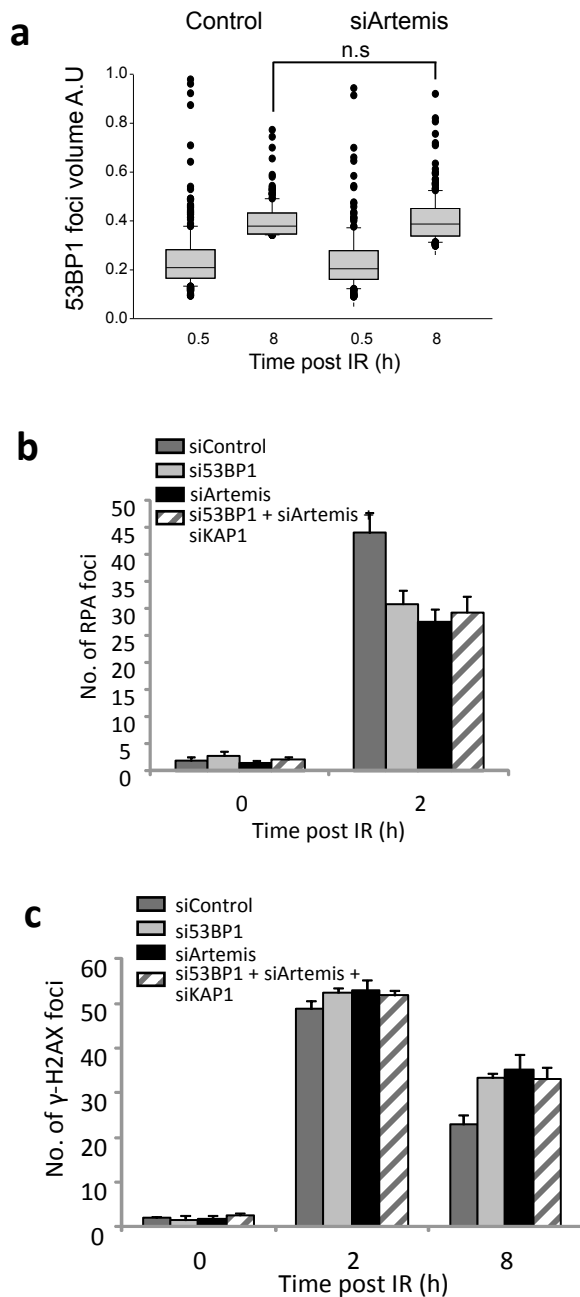 a
Control siArtemis
n.s
53BP1 foci volume A.U
1.0
0.8
0.6
0.4
0.2
0.0
0.5 8 0.5 8
Time post IR (h)
b
siControl
si53BP1
siArtemis
si53BP1 + siArtemis +
siKAP1
No. of RPA foci
50
45
40
35
30
25
20
15
10
5
0
0 2
Time post IR (h)
c
siControl
si53BP1
siArtemis
si53BP1 + siArtemis +
siKAP1
No. of γ-H2AX foci
60
50
40
30
20
10
0
0 2 8
Time post IR (h)